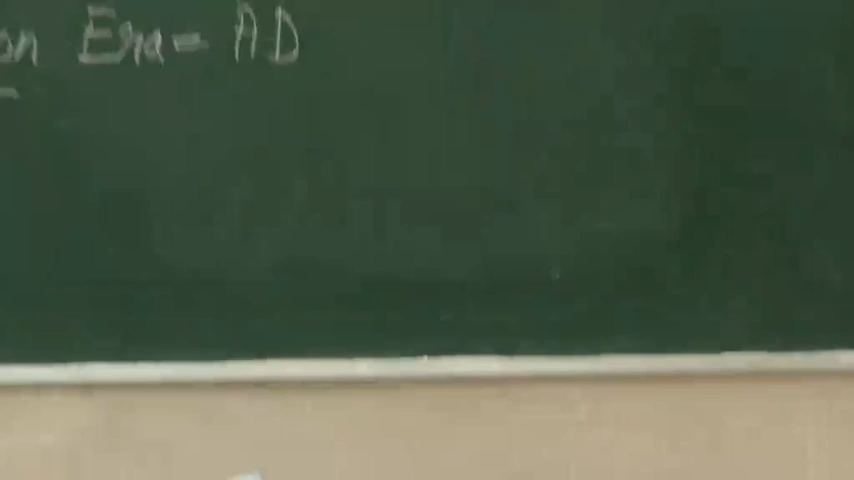 on Era = AD